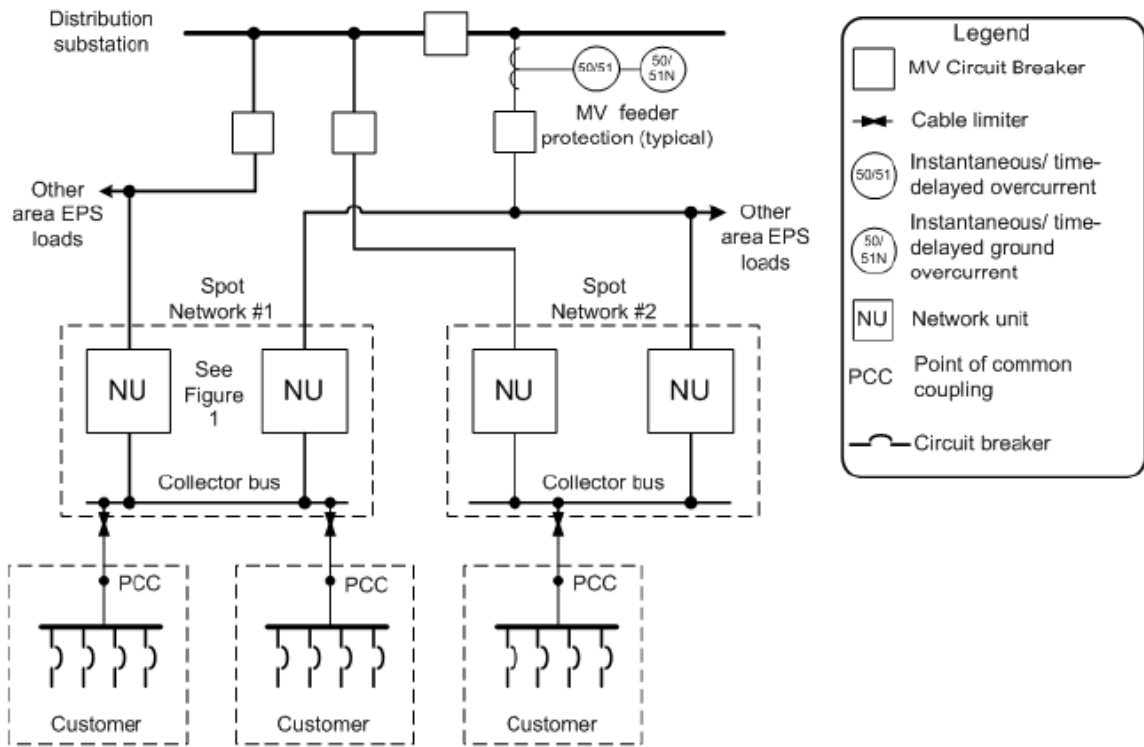 Distribution
substation
50/51
50/
51N
MV feeder
protection (typical)
Other
area EPS
loads
Other
area EPS
loads
Spot
Network #1
Spot
Network #2
NU
See
Figure
1
NU
NU
NU
Collector bus
Collector bus
PCC
PCC
PCC
Customer
Customer
Customer
Legend
MV Circuit Breaker
Cable limiter
50/51
Instantaneous/ time-
delayed overcurrent
50/
51N
Instantaneous/ time-
delayed ground
overcurrent
NU
Network unit
PCC
Point of common
coupling
Circuit breaker